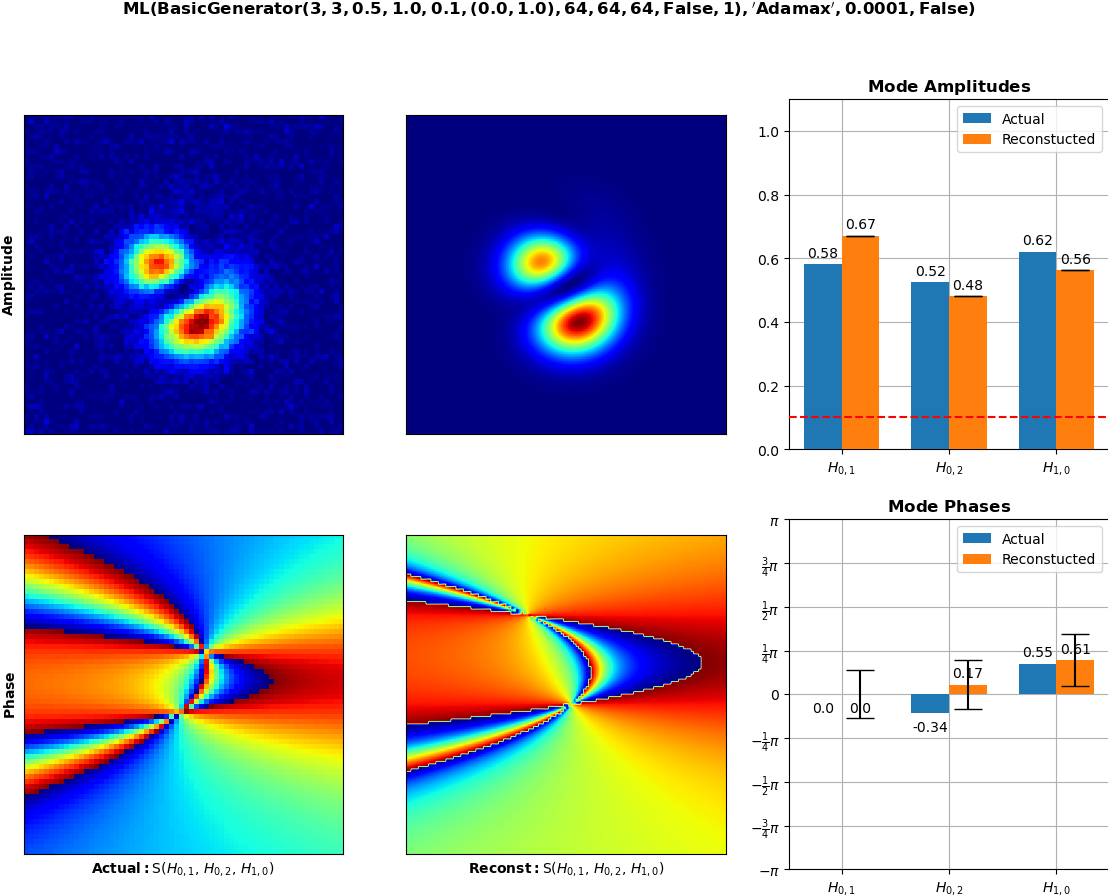 ML(BasicGenerator(3, 3, 0.5, 1.0, 0.1, (0.0, 1.0), 64, 64, 64, False, 1), ′Adamax′, 0.0001, False)
Amplitude
Mode Amplitudes
Actual
Reconstucted
1.0
0.8
0.6
0.4
0.2
0.0
0.58
0.67
0.52
0.48
0.62
0.56
H0,1
H0,2
H1,0
Phase
Actual: S(H0,1, H0,2, H1,0)
Reconst: S(H0,1, H0,2, H1,0)
Mode Phases
Actual
Reconstucted
π
3/4π
1/2π
1/4π
0
−1/4π
−1/2π
−3/4π
−π
0.0
0.0
-0.34
0.17
0.55
0.61
H0,1
H0,2
H1,0